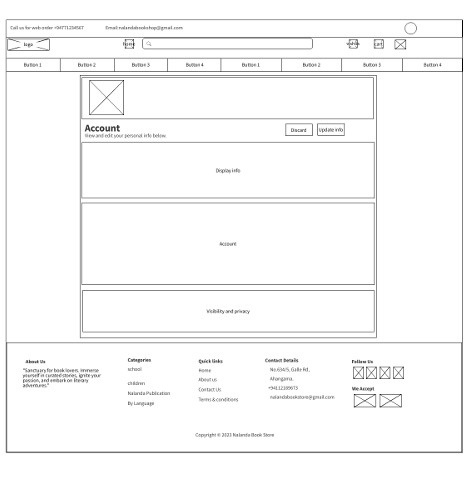 Call us for web order +94771234567 Email:nalandabookshop@gmail.com
logo home wishlis cart
Button 1 Button 2 Button 3 Button 4 Button 1 Button 2 Button 3 Button 4
Account
View and edit your personal info below.
Discard Update info
Display info
Account
Visibility and privacy
About Us
"Sanctuary for book lovers. Immerse
yourself in curated stories, ignite your
passion, and embark on literary
adventures."
Categories
school
children
Nalanda Publication
By Language
Quick links
Home
About us
Contact Us
Terms & conditions
Contact Details
No.634/5, Galle Rd,
Ahangama.
+94112169673
nalandabookstore@gmail.com
Follow Us
We Accept
Copyright © 2023 Nalanda Book Store